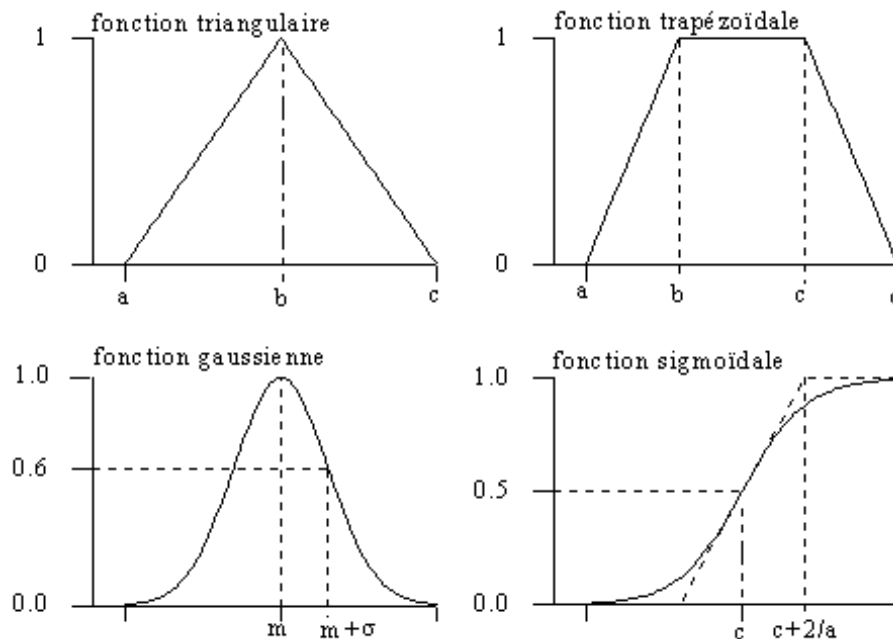 fonction triangulaire
1
0
a b c
fonction trapézoïdale
1
0
a b c
fonction gaussienne
1.0
0.6
0.0
m m+σ
fonction sigmoïdale
1.0
0.5
0.0
c c+2/a